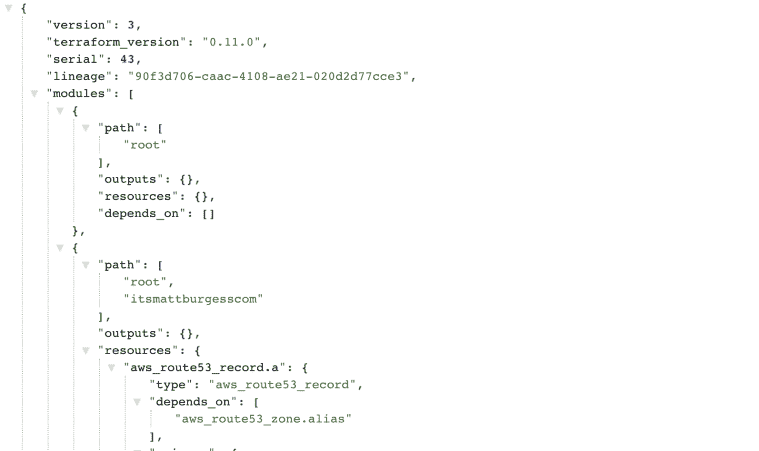 {
"version": 3,
"terraform_version": "0.11.0",
"serial": 43,
"lineage": "90f3d706-caac-4108-ae21-020d2d77cce3",
"modules": [
{
"path": [
"root"
],
"outputs": {},
"resources": {},
"depends_on": []
},
{
"path": [
"root",
"itsmattburgesscom"
],
"outputs": {},
"resources": {
"aws_route53_record.a": {
"type": "aws_route53_record",
"depends_on": [
"aws_route53_zone.alias"
],